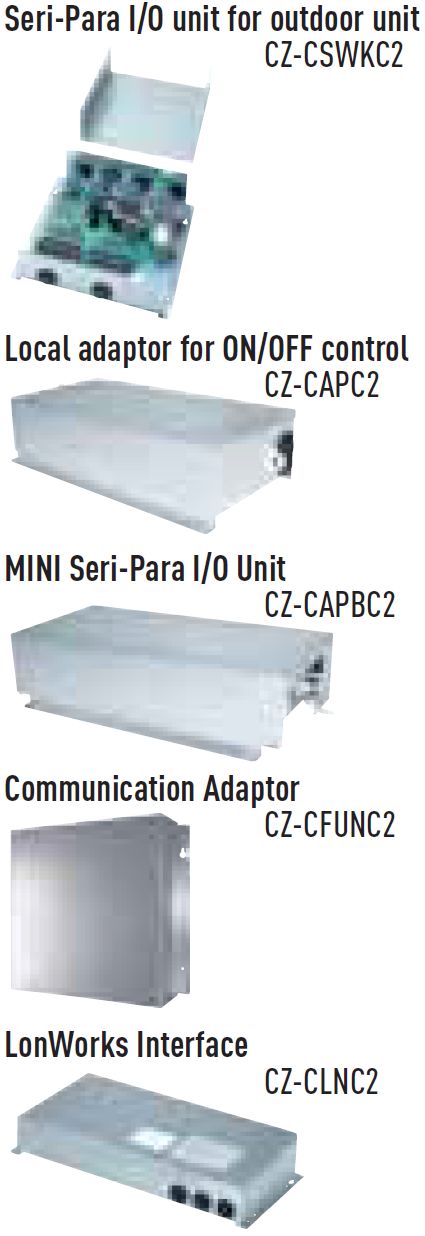 Seri-Para I/O unit for outdoor unit
CZ-CSWKC2
Local adaptor for ON/OFF control
CZ-CAPC2
MINI Seri-Para I/O Unit
CZ-CAPBC2
Communication Adaptor
CZ-CFUNC2
LonWorks Interface
CZ-CLNC2